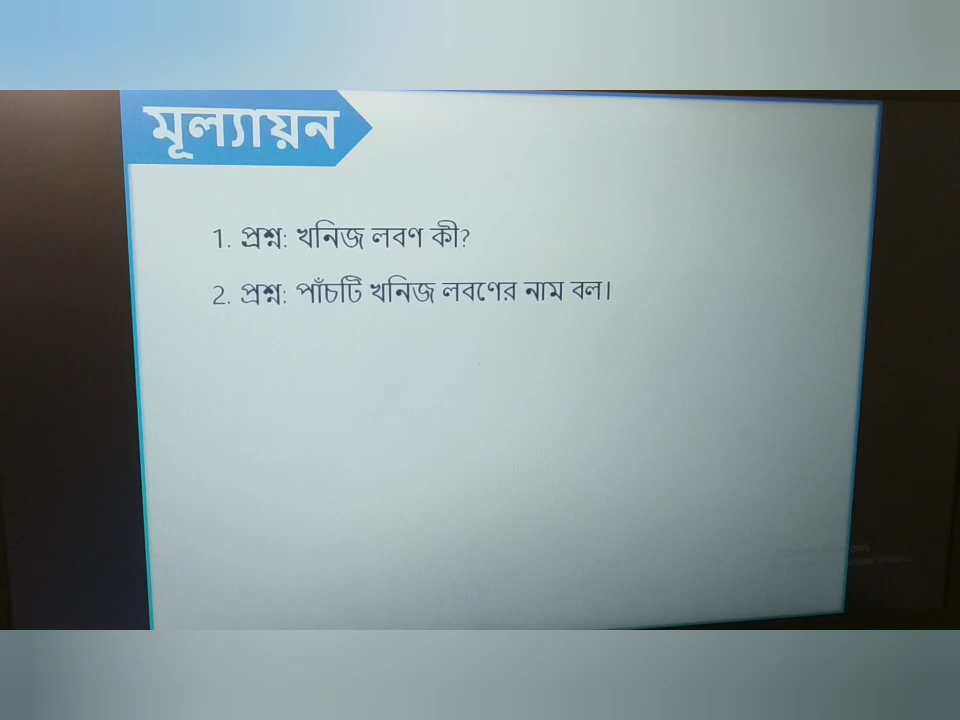 মূল্যায়ন
1. প্রশ্ন: খনিজ লবণ কী?
2. প্রশ্ন: পাঁচটি খনিজ লবণের নাম বল।